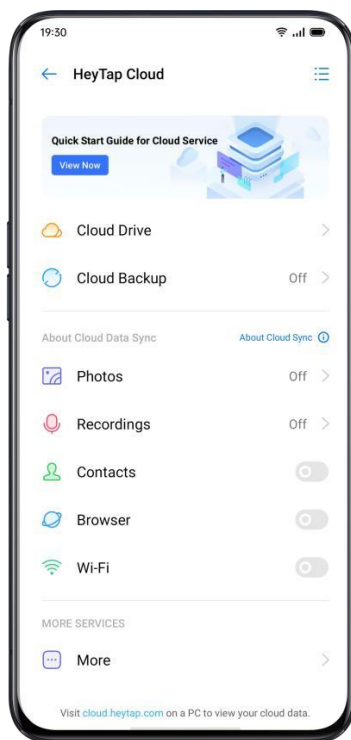 19:30
HeyTap Cloud
Quick Start Guide for Cloud Service
View Now
Cloud Drive
Cloud Backup Off
About Cloud Data Sync About Cloud Sync
Photos Off
Recordings Off
Contacts
Browser
Wi-Fi
MORE SERVICES
More
Visit cloud.heytap.com on a PC to view your cloud data.